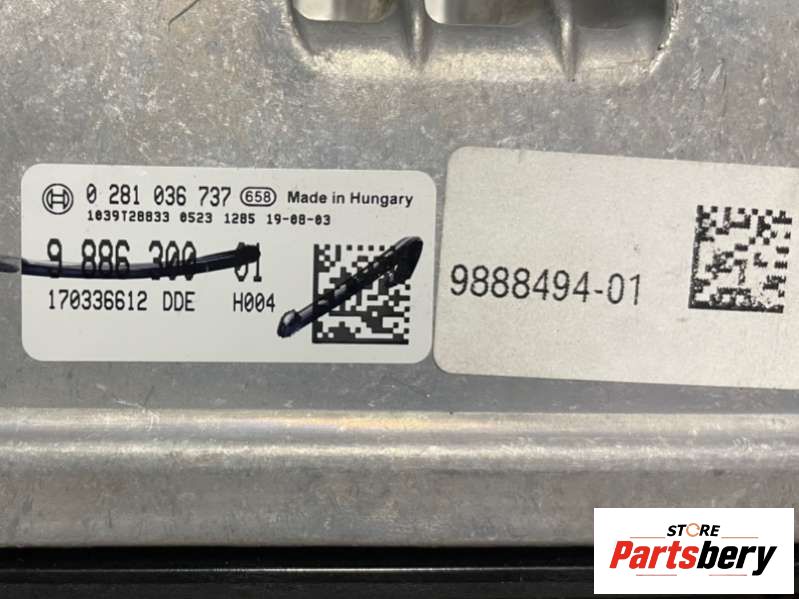 0 281 036 737 658 Made in Hungary
1039T28833 0523 1285 19-08-03
9 886 300 01
170336612 DDE H004
9888494-01
STORE
Partsbery